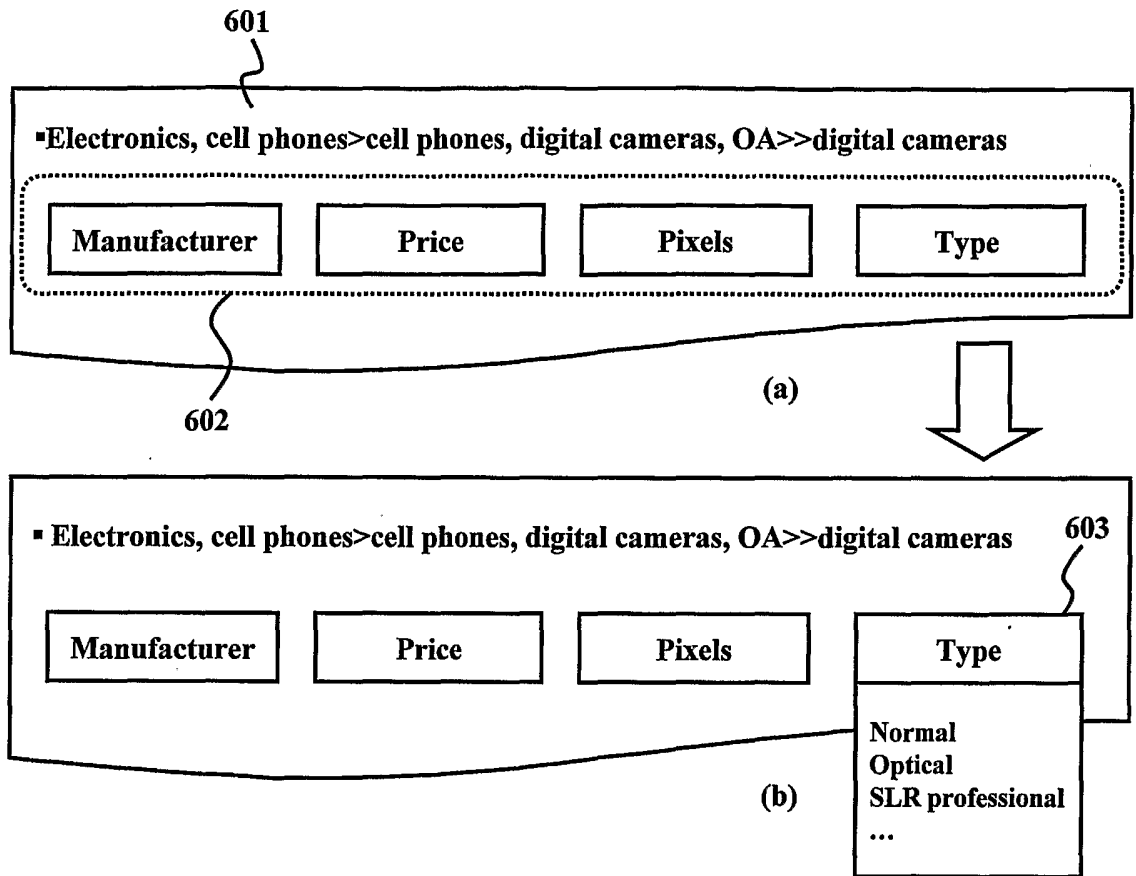 601
▪Electronics, cell phones>cell phones, digital cameras, OA>>digital cameras
Manufacturer Price Pixels Type
602
(a)
▪ Electronics, cell phones>cell phones, digital cameras, OA>>digital cameras
603
Manufacturer Price Pixels Type
Normal
Optical
SLR professional
...
(b)